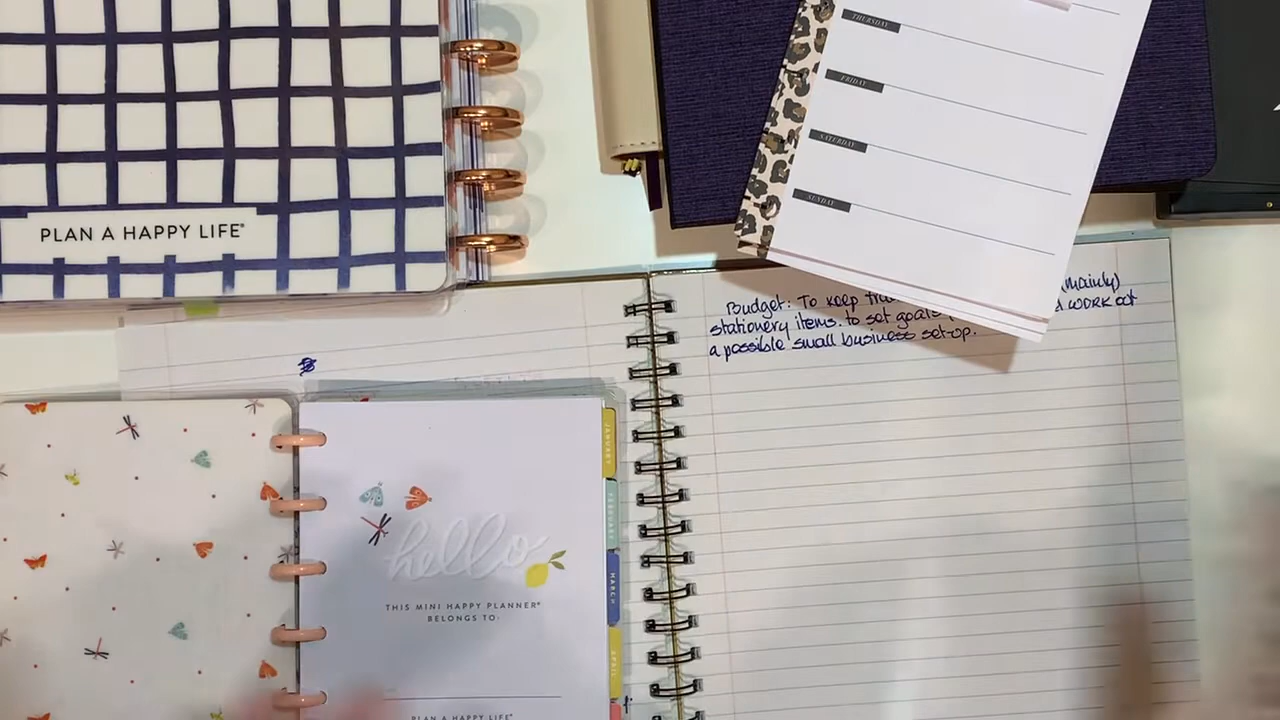 PLAN A HAPPY LIFE®
THURSDAY
FRIDAY
SATURDAY
SUNDAY
Budget: To keep (mainly)
stationery items. to set goals WORK out
a possible small business set-up.
hello
THIS MINI HAPPY PLANNER®
BELONGS TO:
PLAN A HAPPY LIFE®
JANUARY
FEBRUARY
MARCH
APRIL